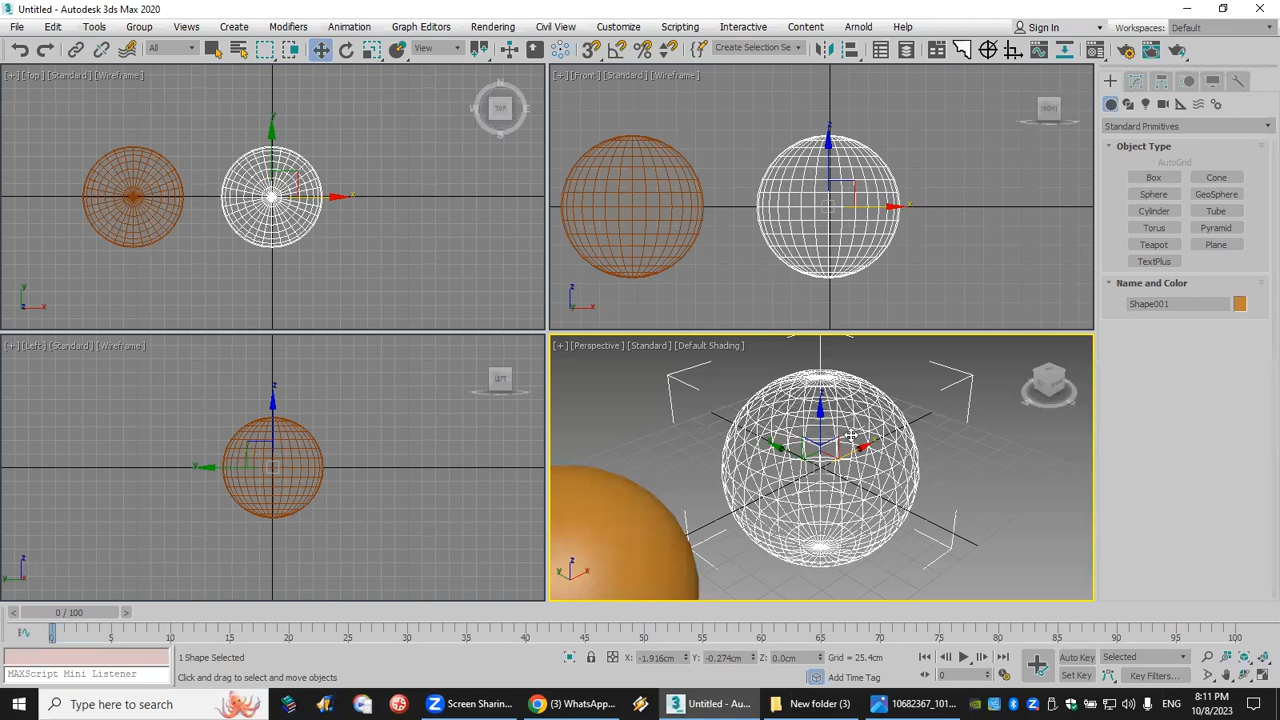 Untitled - Autodesk 3ds Max 2020
File Edit Tools Group Views Create Modifiers Animation Graph Editors Rendering Civil View Customize Scripting Interactive Content Arnold Help Sign In Workspaces: Default
All View Create Selection Se
[+] [Top] [Standard] [Wireframe]
TOP
N
W
E
S
y
x
y
z
x
[+] [Front] [Standard] [Wireframe]
FRONT
z
x
z
x
Standard Primitives
Object Type
AutoGrid
Box Cone
Sphere GeoSphere
Cylinder Tube
Torus Pyramid
Teapot Plane
TextPlus
Name and Color
Shape001
[+] [Left] [Standard] [Wireframe]
LEFT
z
y
z
y
[+] [Perspective] [Standard] [Default Shading]
z
x
0 / 100
0 5 10 15 20 25 30 35 40 45 50 55 60 65 70 75 80 85 90 95 100
1 Shape Selected
X: -1.916cm Y: -0.274cm Z: 0.0cm Grid = 25.4cm
Auto Key Selected
MAXScript Mini Listener
Click and drag to select and move objects
Add Time Tag
0
Set Key Key Filters...
Type here to search
Screen Sharin...
(3) WhatsApp...
Untitled - Au...
New folder (3)
10682367_101...
ENG
8:11 PM
10/8/2023